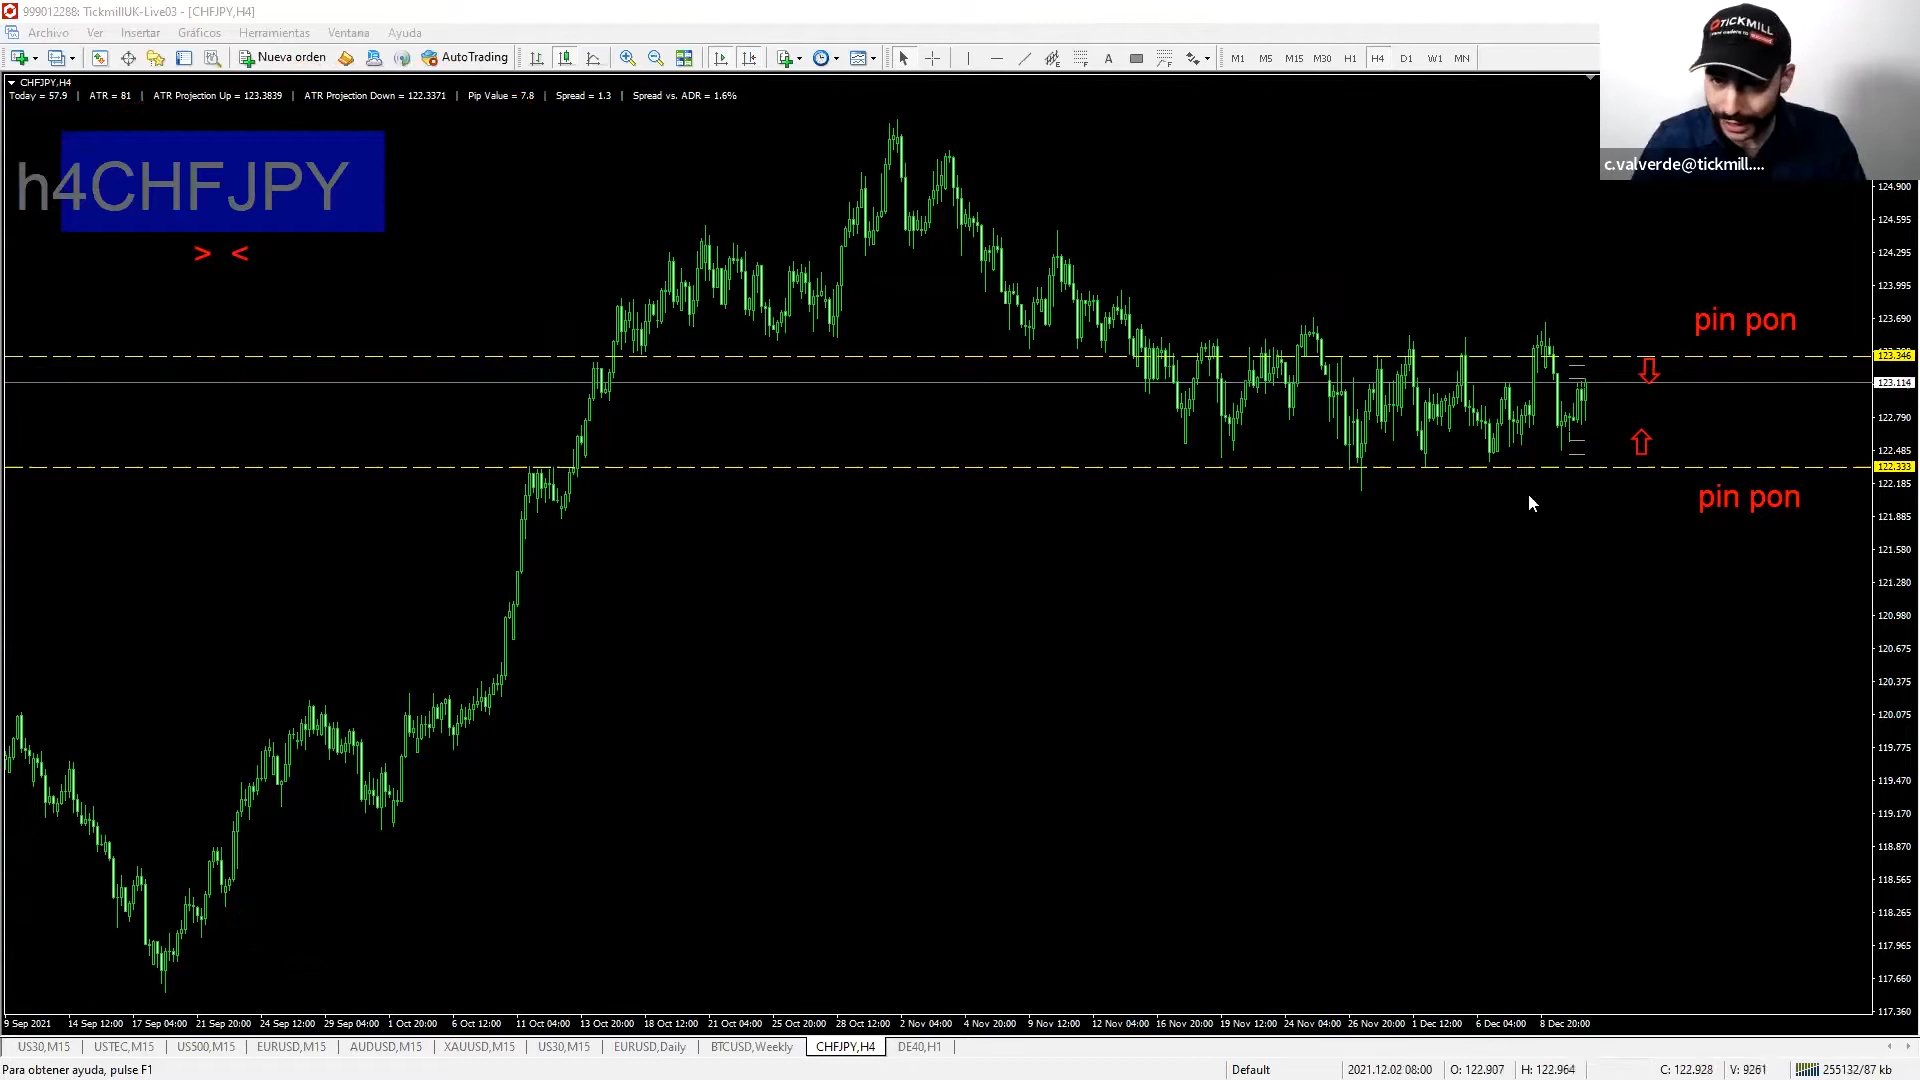 999012288: TickmillUK-Live03 - [CHFJPY,H4]
Archivo Ver Insertar Gráficos Herramientas Ventana Ayuda
Nueva orden AutoTrading A M1 M5 M15 M30 H1 H4 D1 W1 MN
TICKMILL
c.valverde@tickmill....
CHFJPY,H4
Today = 57.9 | ATR = 81 | ATR Projection Up = 123.3839 | ATR Projection Down = 122.3371 | Pip Value = 7.8 | Spread = 1.3 | Spread vs. ADR = 1.6%
h4CHFJPY
> <
pin pon
pin pon
124.900
124.595
124.295
123.995
123.690
123.346
123.114
122.790
122.485
122.333
122.185
121.885
121.580
121.280
120.980
120.675
120.375
120.075
119.775
119.470
119.170
118.870
118.565
118.265
117.965
117.660
117.360
9 Sep 2021 14 Sep 12:00 17 Sep 04:00 21 Sep 20:00 24 Sep 12:00 29 Sep 04:00 1 Oct 20:00 6 Oct 12:00 11 Oct 04:00 13 Oct 20:00 18 Oct 12:00 21 Oct 04:00 25 Oct 20:00 28 Oct 12:00 2 Nov 04:00 4 Nov 20:00 9 Nov 12:00 12 Nov 04:00 16 Nov 20:00 19 Nov 12:00 24 Nov 04:00 26 Nov 20:00 1 Dec 12:00 6 Dec 04:00 8 Dec 20:00
US30,M15 USTEC,M15 US500,M15 EURUSD,M15 AUDUSD,M15 XAUUSD,M15 US30,M15 EURUSD,Daily BTCUSD,Weekly CHFJPY,H4 DE40,H1
Para obtener ayuda, pulse F1 Default 2021.12.02 08:00 O: 122.907 H: 122.964 C: 122.928 V: 9261 255132/87 kb